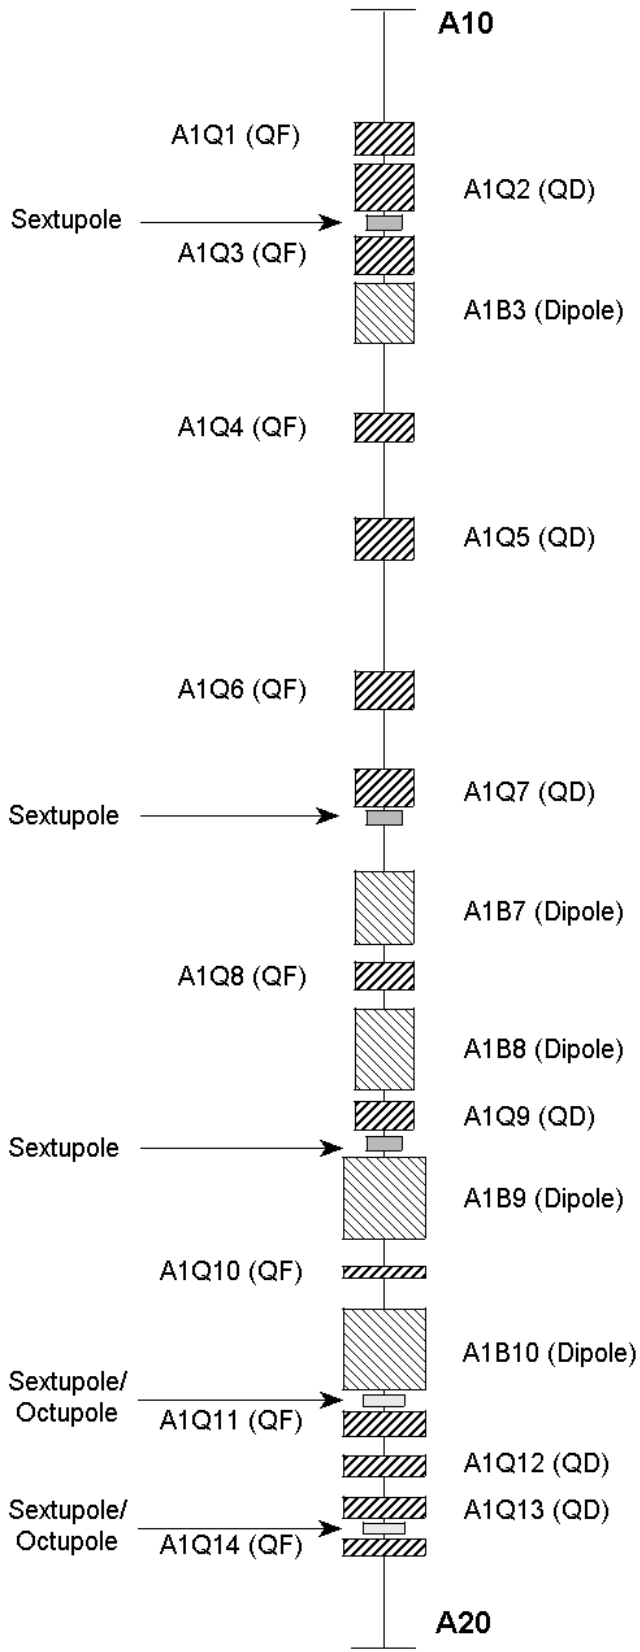 A10
A1Q1 (QF)
A1Q2 (QD)
Sextupole
A1Q3 (QF)
A1B3 (Dipole)
A1Q4 (QF)
A1Q5 (QD)
A1Q6 (QF)
A1Q7 (QD)
Sextupole
A1B7 (Dipole)
A1Q8 (QF)
A1B8 (Dipole)
A1Q9 (QD)
Sextupole
A1B9 (Dipole)
A1Q10 (QF)
A1B10 (Dipole)
Sextupole/
Octupole
A1Q11 (QF)
A1Q12 (QD)
Sextupole/
Octupole
A1Q13 (QD)
A1Q14 (QF)
A20